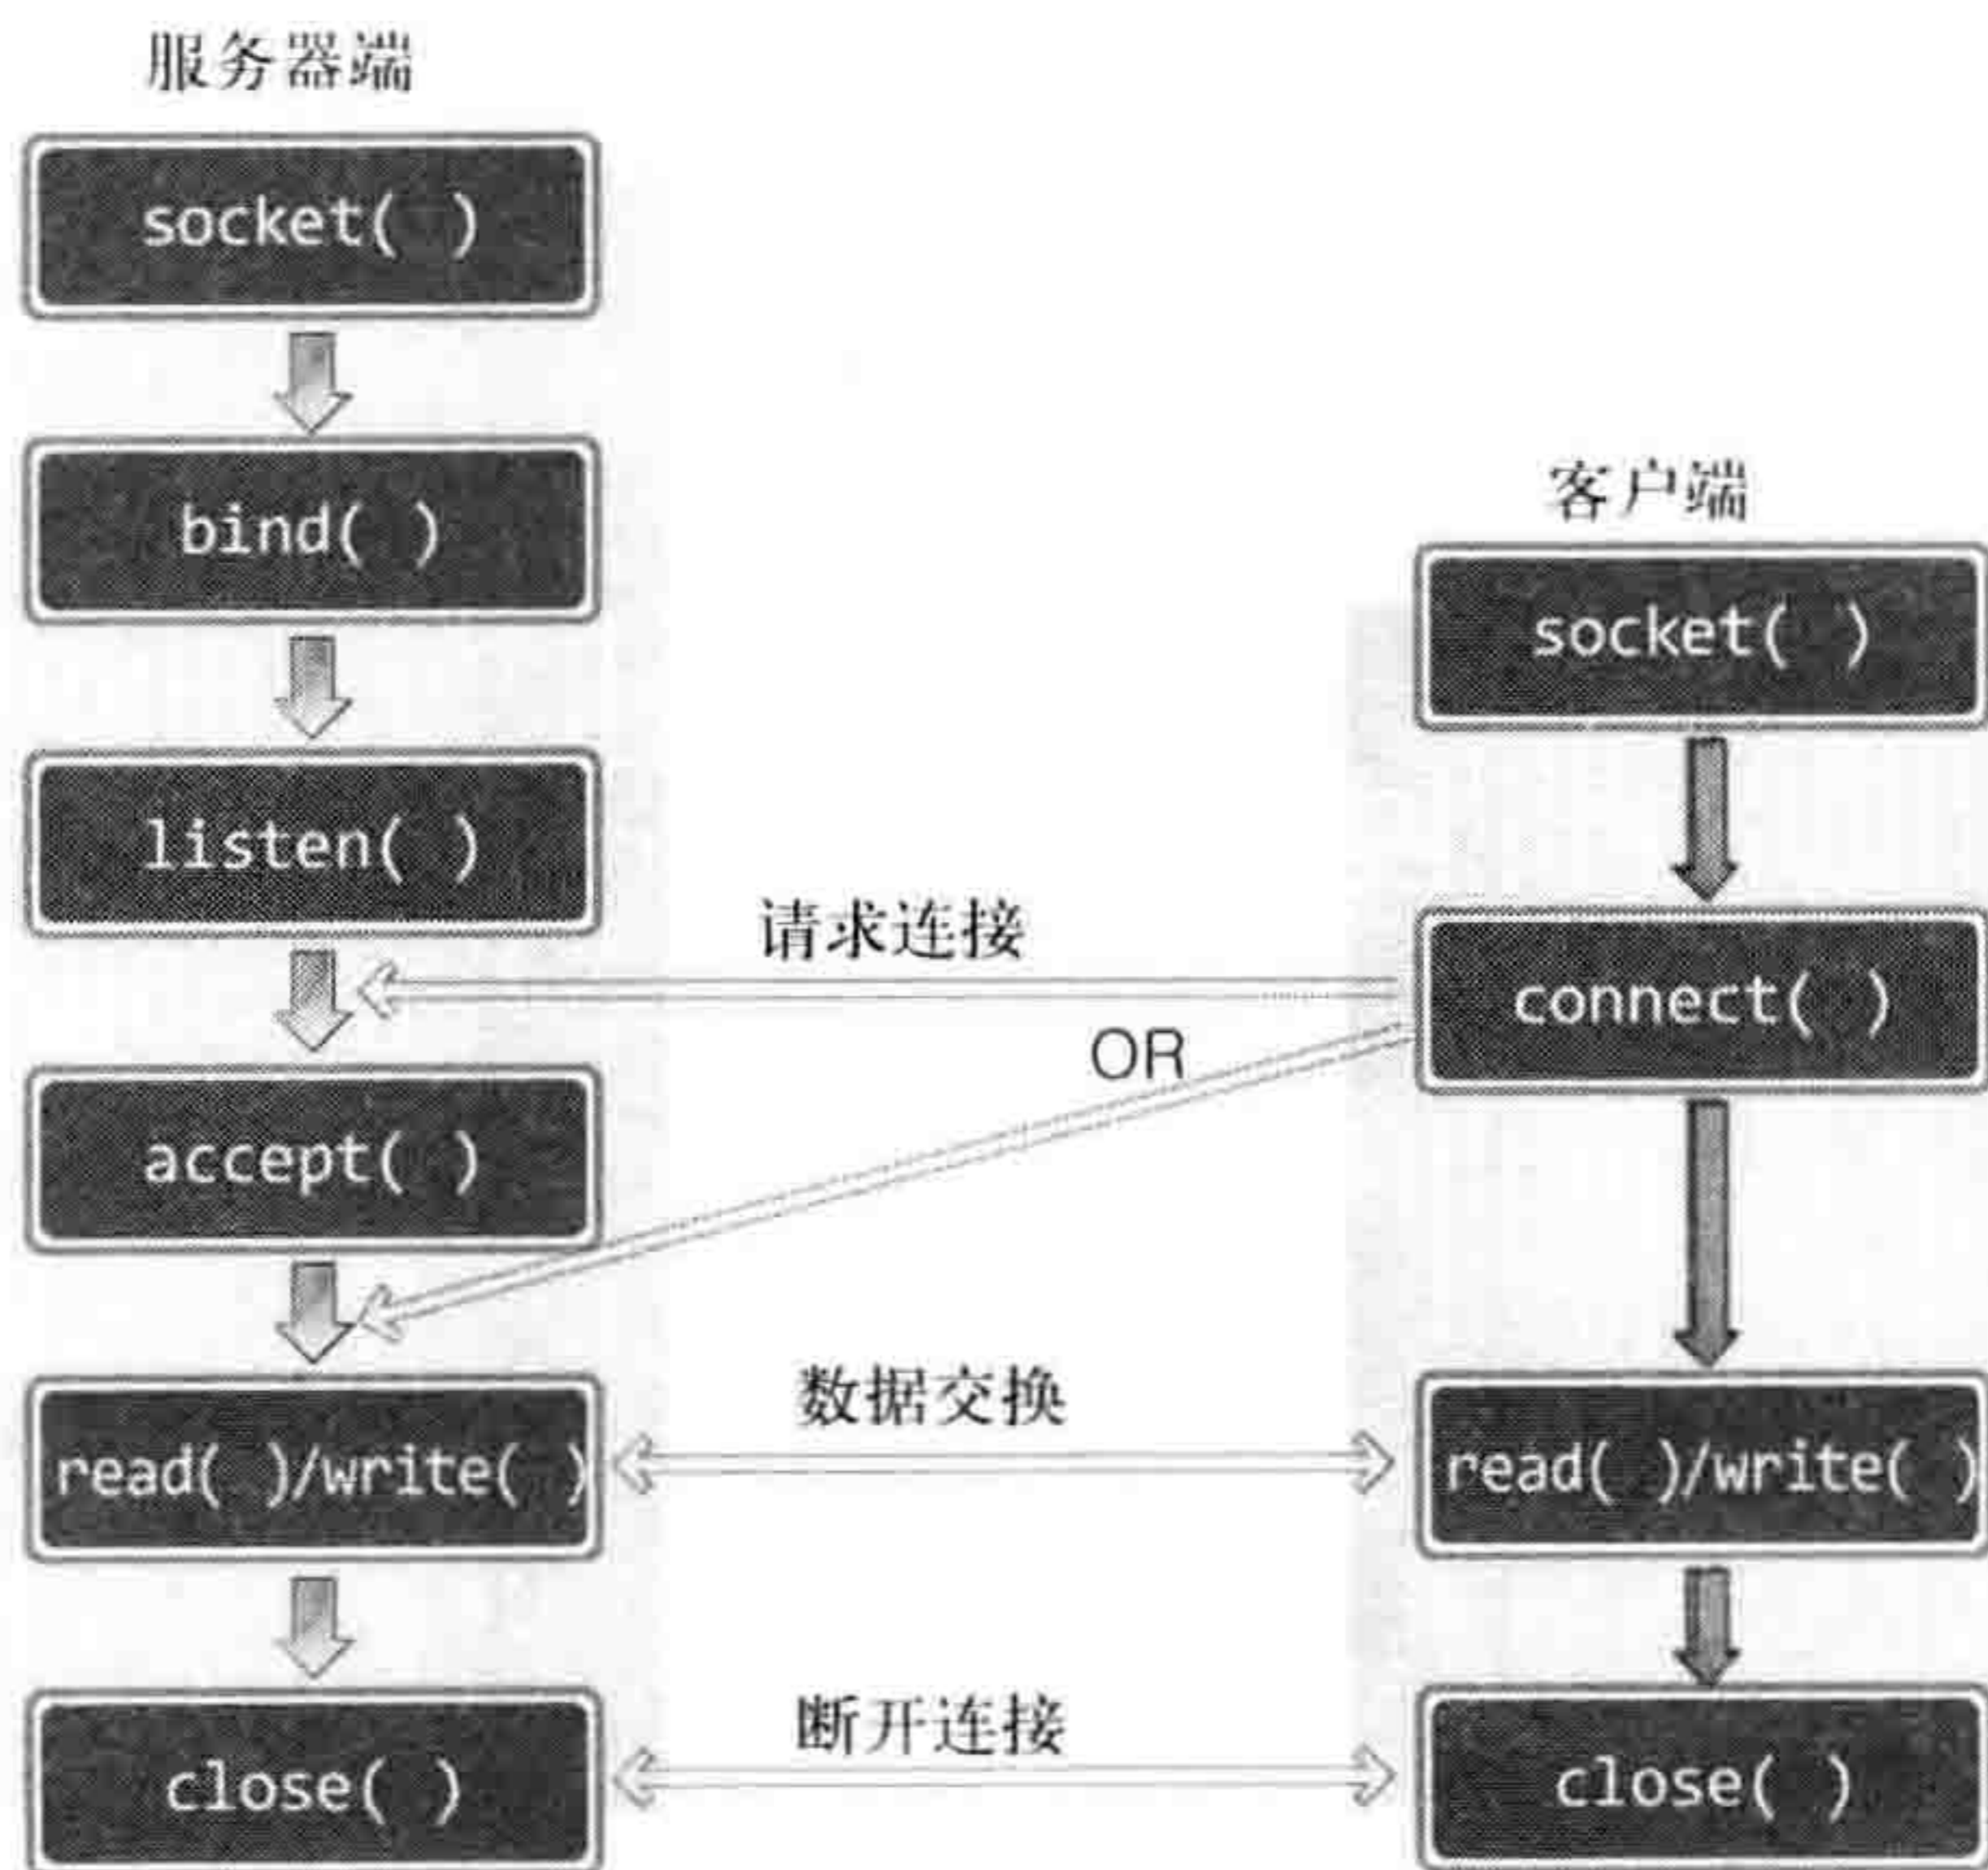 服务器端
socket( )
bind( )
listen( )
accept( )
read( )/write( )
close( )
客户端
socket( )
connect( )
read( )/write( )
close( )
请求连接
OR
数据交换
断开连接